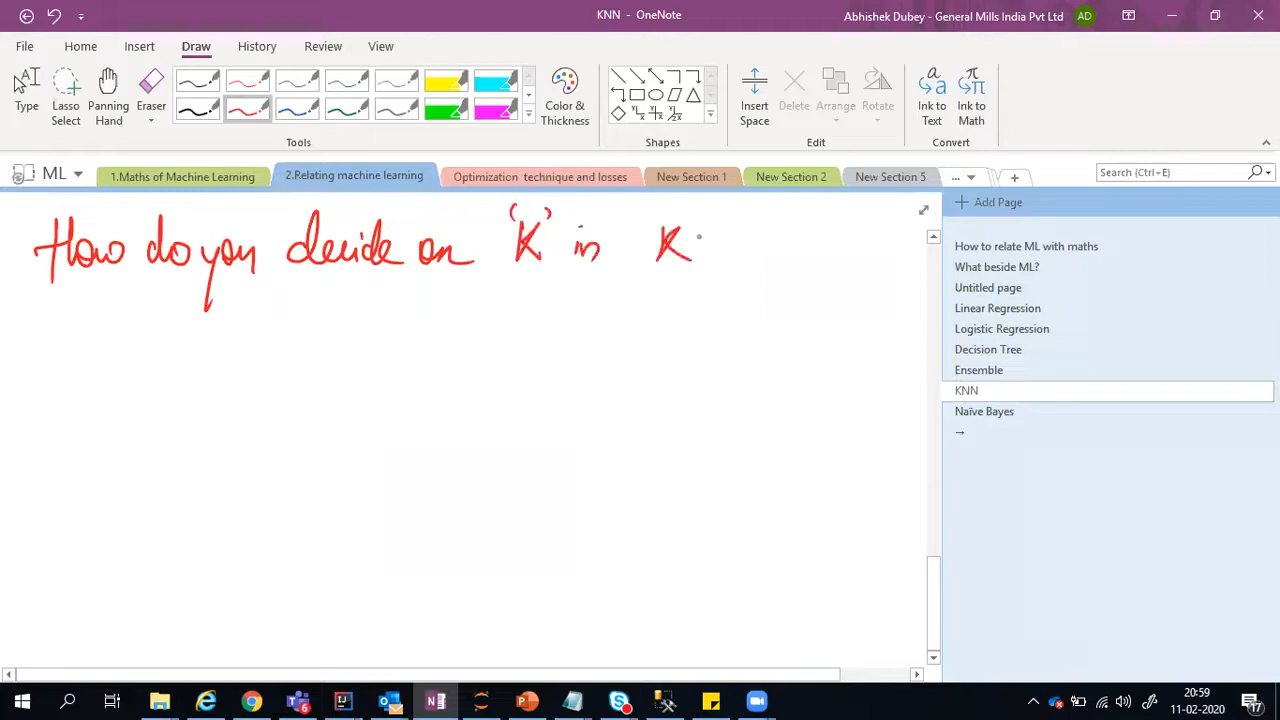 KNN - OneNote
Abhishek Dubey - General Mills India Pvt Ltd AD
File Home Insert Draw History Review View
Type
Lasso Select
Panning Hand
Eraser
Color & Thickness
Insert Space
Delete
Arrange
Rotate
Ink to Text
Ink to Math
Tools Shapes Edit Convert
ML 1.Maths of Machine Learning 2.Relating machine learning Optimization technique and losses New Section 1 New Section 2 New Section 5 ... Search (Ctrl+E)
Add Page
How do you decide on 'K' in K
How to relate ML with maths
What beside ML?
Untitled page
Linear Regression
Logistic Regression
Decision Tree
Ensemble
KNN
Naïve Bayes
→
20:59
11-02-2020
17